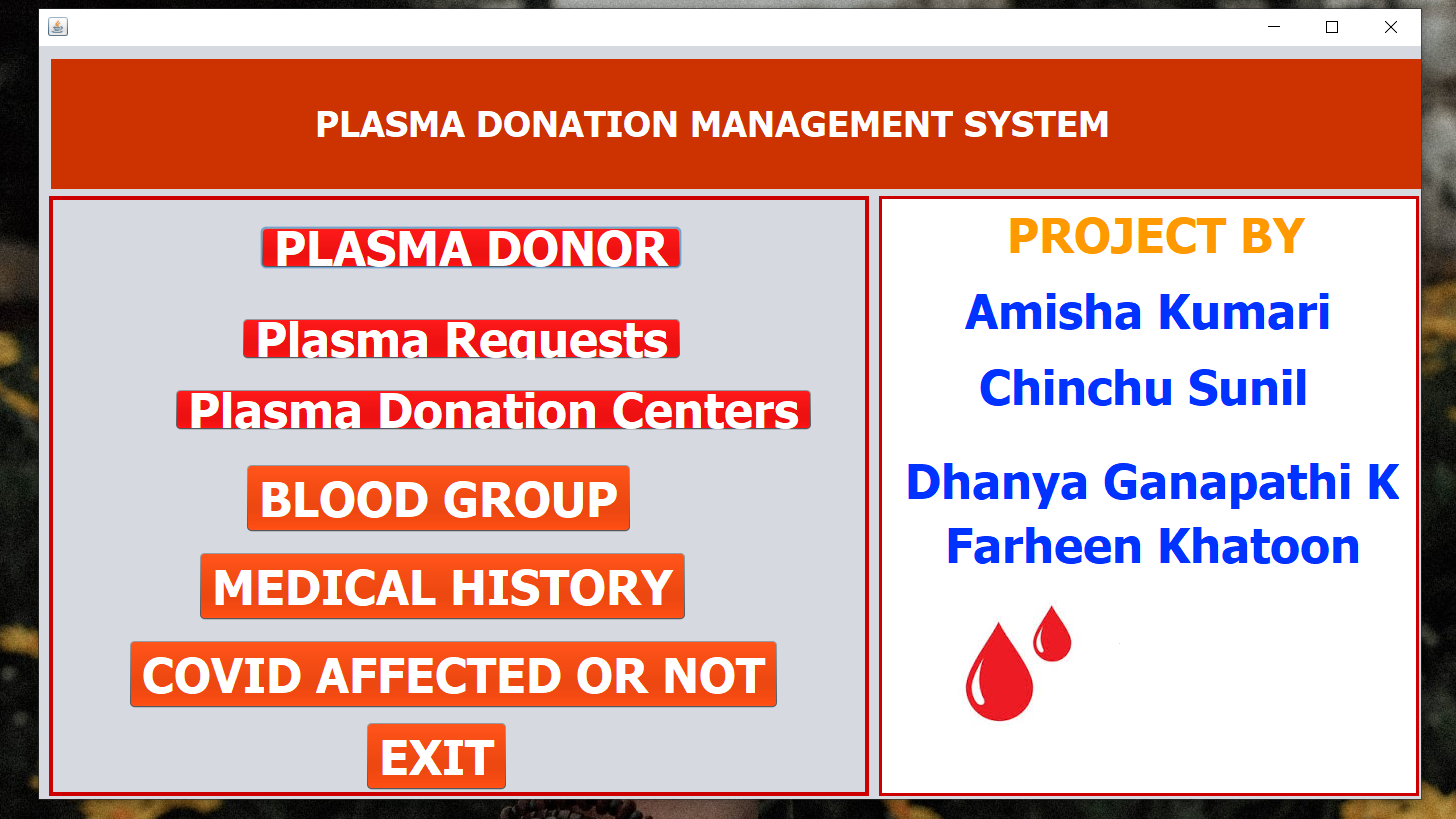 PLASMA DONATION MANAGEMENT SYSTEM
PLASMA DONOR
Plasma Requests
Plasma Donation Centers
BLOOD GROUP
MEDICAL HISTORY
COVID AFFECTED OR NOT
EXIT
PROJECT BY
Amisha Kumari
Chinchu Sunil
Dhanya Ganapathi K
Farheen Khatoon